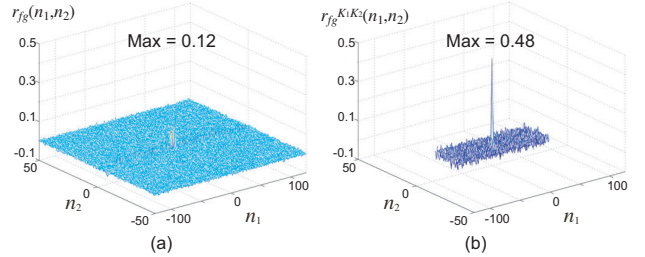 r_fg(n₁,n₂)
Max = 0.12
0.5
0.3
0.1
-0.1
50
0
-50
n₂
-100
0
100
n₁
(a)
r_fg^K₁K₂(n₁,n₂)
Max = 0.48
0.5
0.3
0.1
-0.1
50
0
-50
n₂
-100
0
100
n₁
(b)